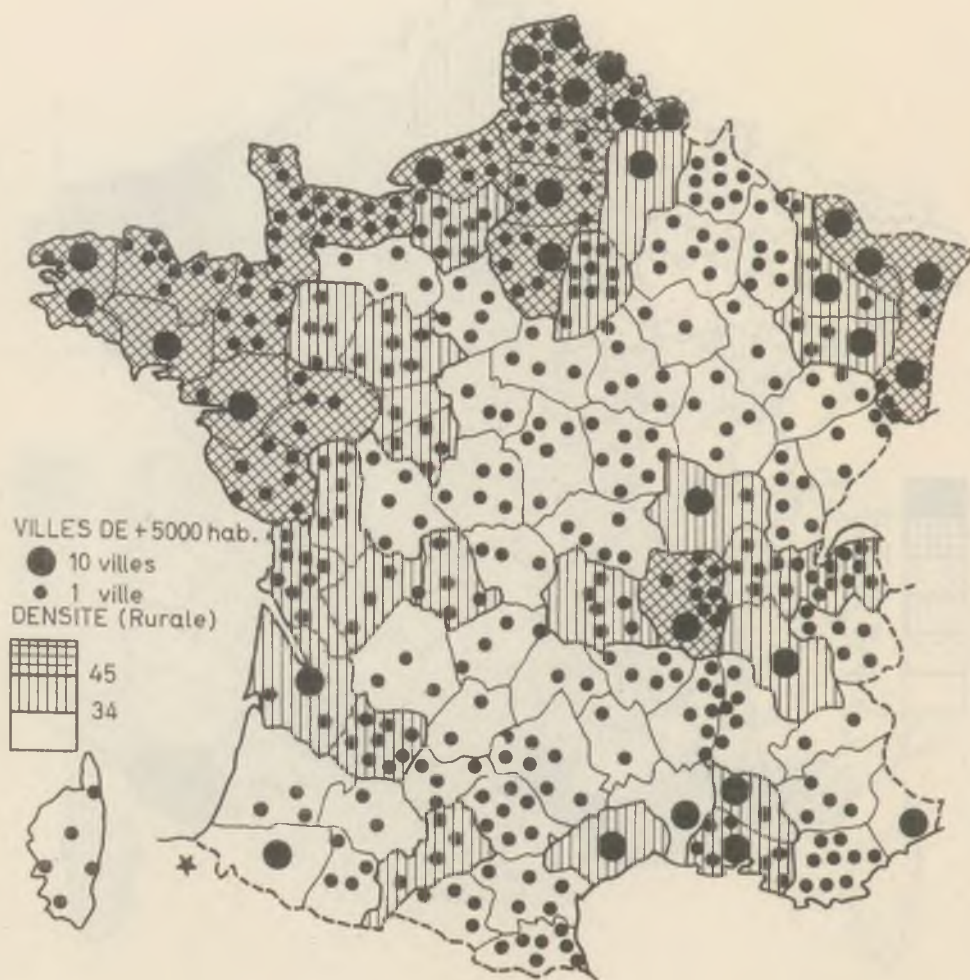 VILLES DE +5000 hab.
10 villes
1 ville
DENSITE (Rurale)
45
34